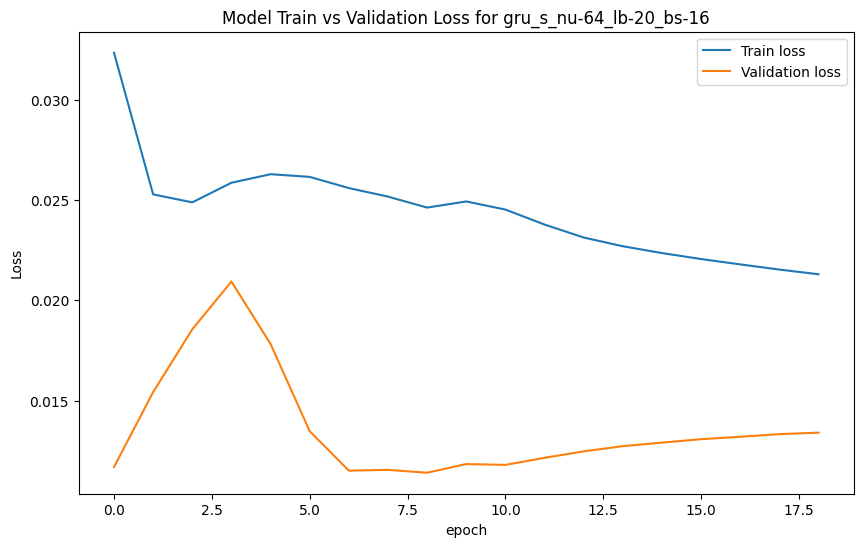 Model Train vs Validation Loss for gru_s_nu-64_lb-20_bs-16
Train loss
Validation loss
0.030
0.025
0.020
0.015
Loss
0.0
2.5
5.0
7.5
10.0
12.5
15.0
17.5
epoch